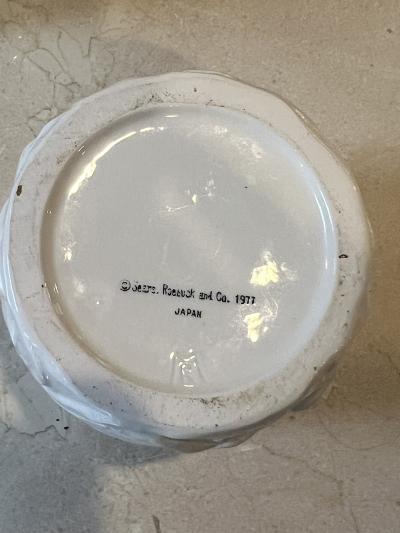 © Sears, Roebuck and Co. 1977
JAPAN